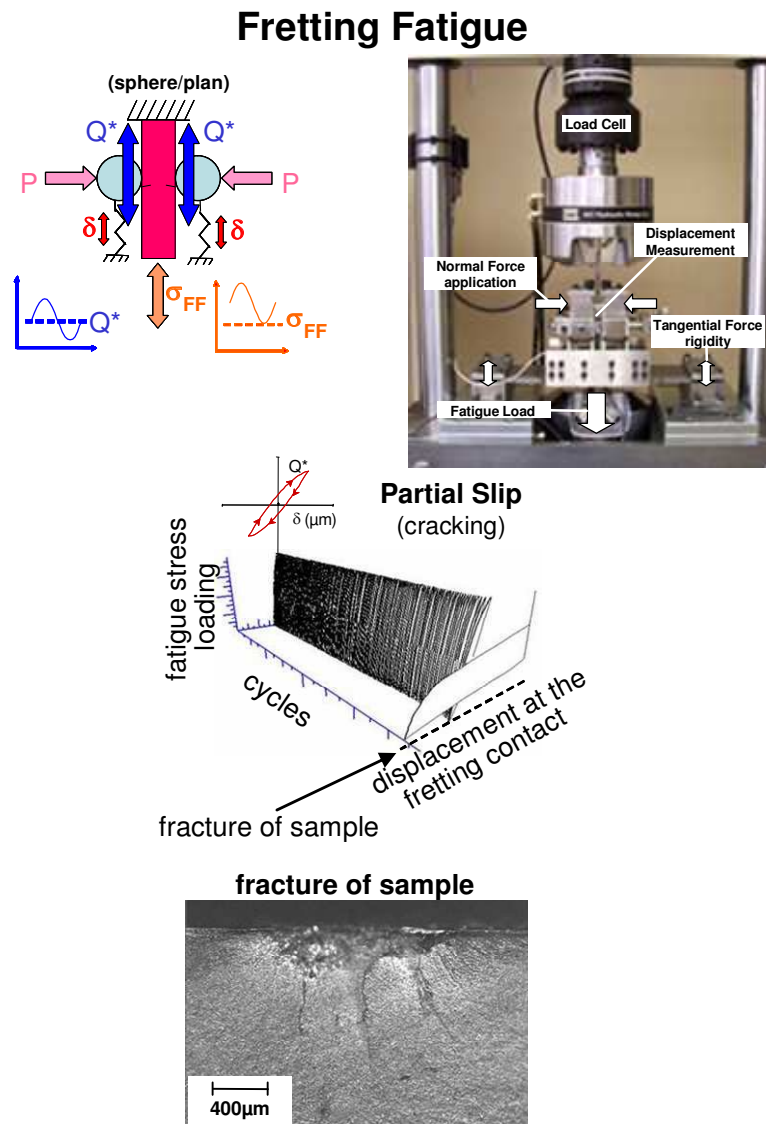 Fretting Fatigue
(sphere/plan)
Q* Q*
P P
δ δ
σFF
Q*
σFF
Load Cell
Displacement
Measurement
Normal Force
application
Tangential Force
rigidity
Fatigue Load
Q*
δ (µm)
Partial Slip
(cracking)
fatigue stress
loading
cycles
displacement at the
fretting contact
fracture of sample
fracture of sample
400µm